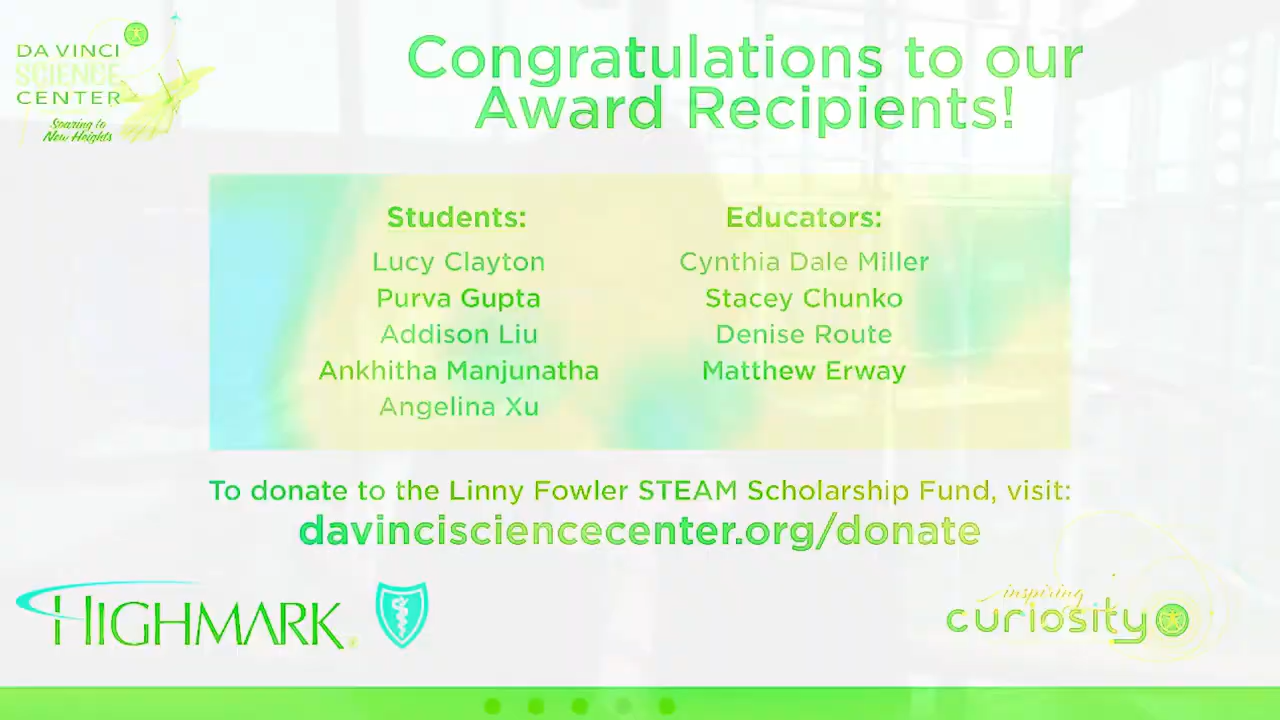 DA VINCI
SCIENCE
CENTER
Soaring to
New Heights
Congratulations to our
Award Recipients!
Students:
Lucy Clayton
Purva Gupta
Addison Liu
Ankhitha Manjunatha
Angelina Xu
Educators:
Cynthia Dale Miller
Stacey Chunko
Denise Route
Matthew Erway
To donate to the Linny Fowler STEAM Scholarship Fund, visit:
davincisciencecenter.org/donate
HIGHMARK®
inspiring
curiosity